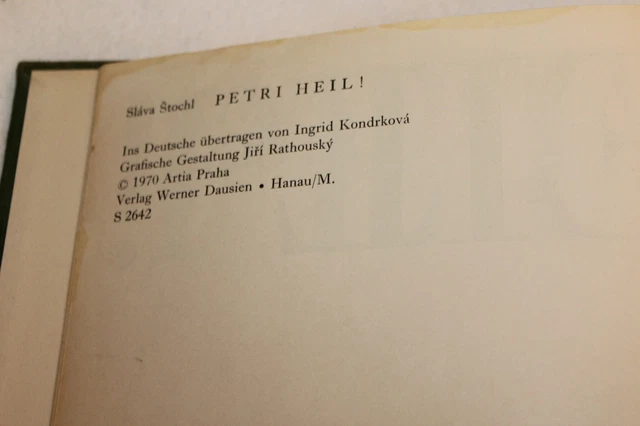 Sláva Štochl PETRI HEIL!
Ins Deutsche übertragen von Ingrid Kondrková
Grafische Gestaltung Jiří Rathouský
© 1970 Artia Praha
Verlag Werner Dausien • Hanau/M.
S 2642